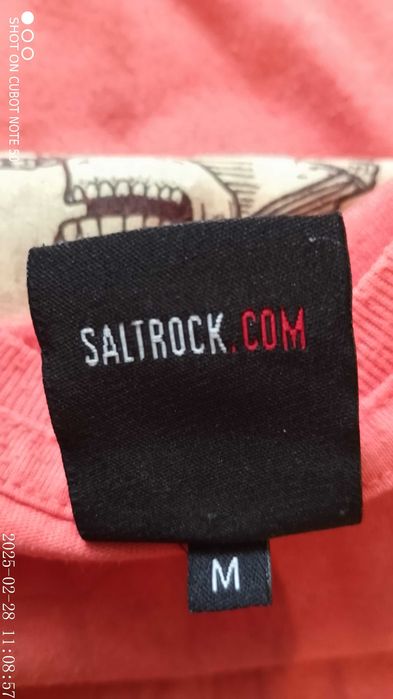 SALTROCK.COM
M
SHOT ON CUBOT NOTE 50
2025-02-28 11:08:57